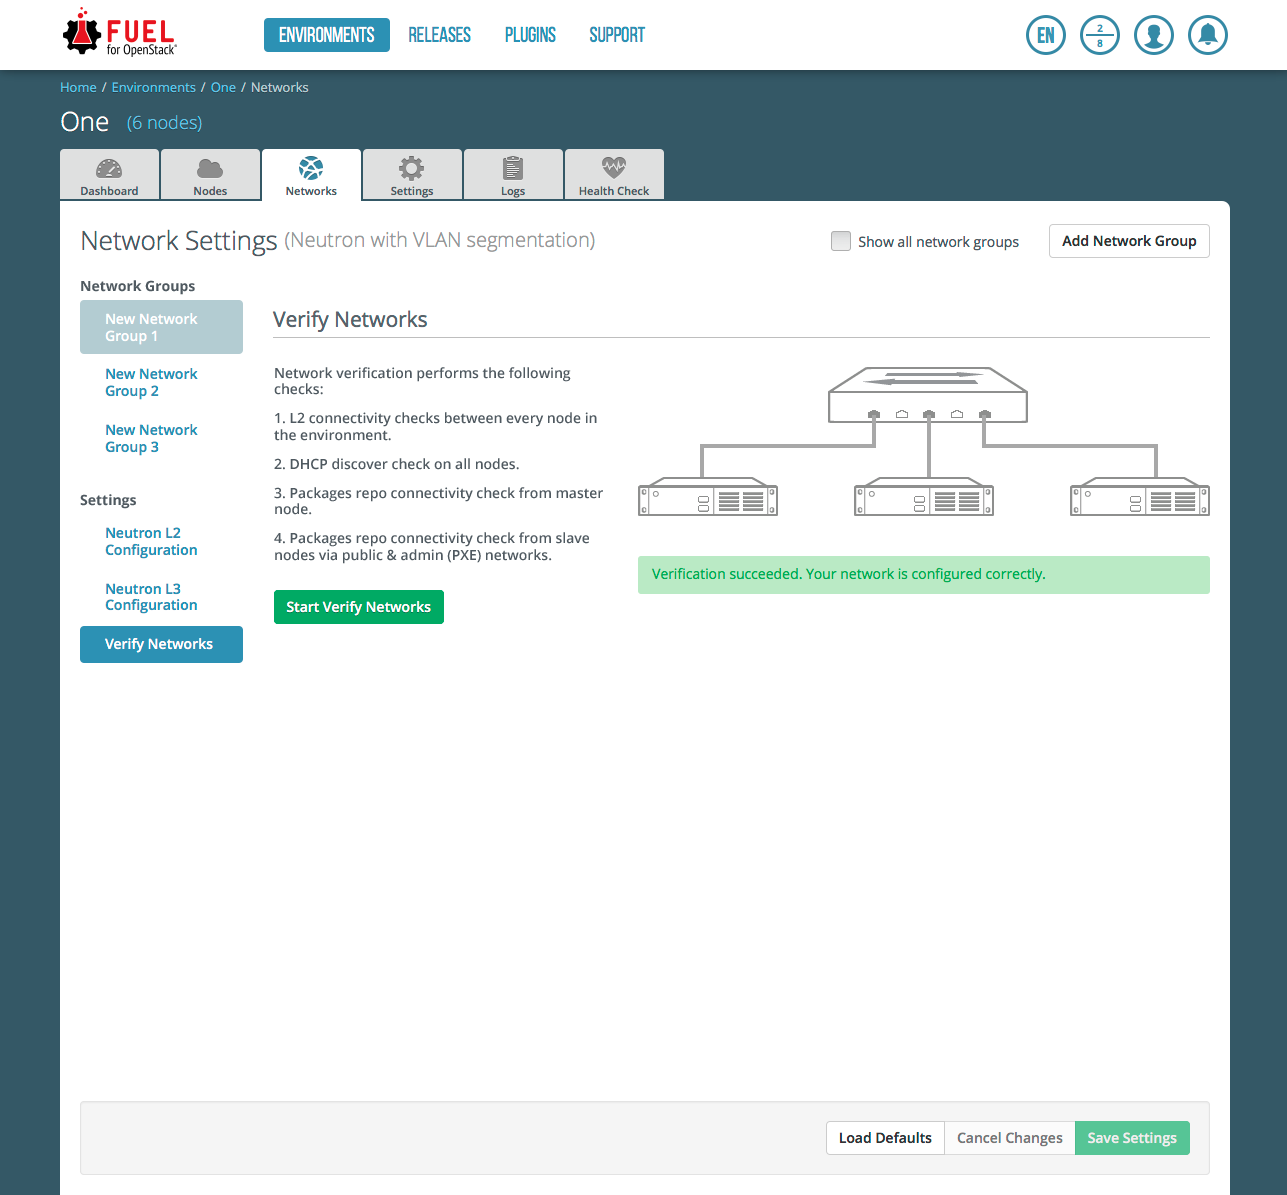 FUEL
for OpenStack
ENVIRONMENTS RELEASES PLUGINS SUPPORT
EN 2 8
Home / Environments / One / Networks
One (6 nodes)
Dashboard Nodes Networks Settings Logs Health Check
Network Settings (Neutron with VLAN segmentation)
Show all network groups Add Network Group
Network Groups
New Network
Group 1
New Network
Group 2
New Network
Group 3
Settings
Neutron L2
Configuration
Neutron L3
Configuration
Verify Networks
Verify Networks
Network verification performs the following
checks:
1. L2 connectivity checks between every node in
the environment.
2. DHCP discover check on all nodes.
3. Packages repo connectivity check from master
node.
4. Packages repo connectivity check from slave
nodes via public & admin (PXE) networks.
Start Verify Networks
Verification succeeded. Your network is configured correctly.
Load Defaults Cancel Changes Save Settings